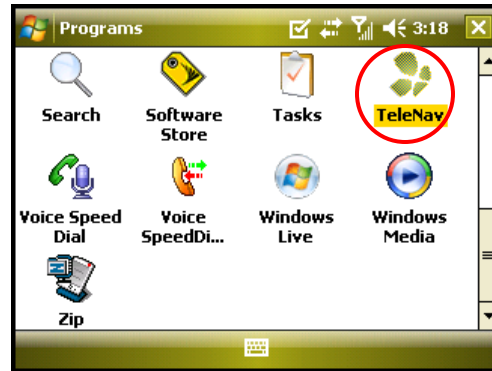 Programs 3:18
Search Software Store Tasks TeleNav
Voice Speed Dial Voice SpeedDi... Windows Live Windows Media
Zip